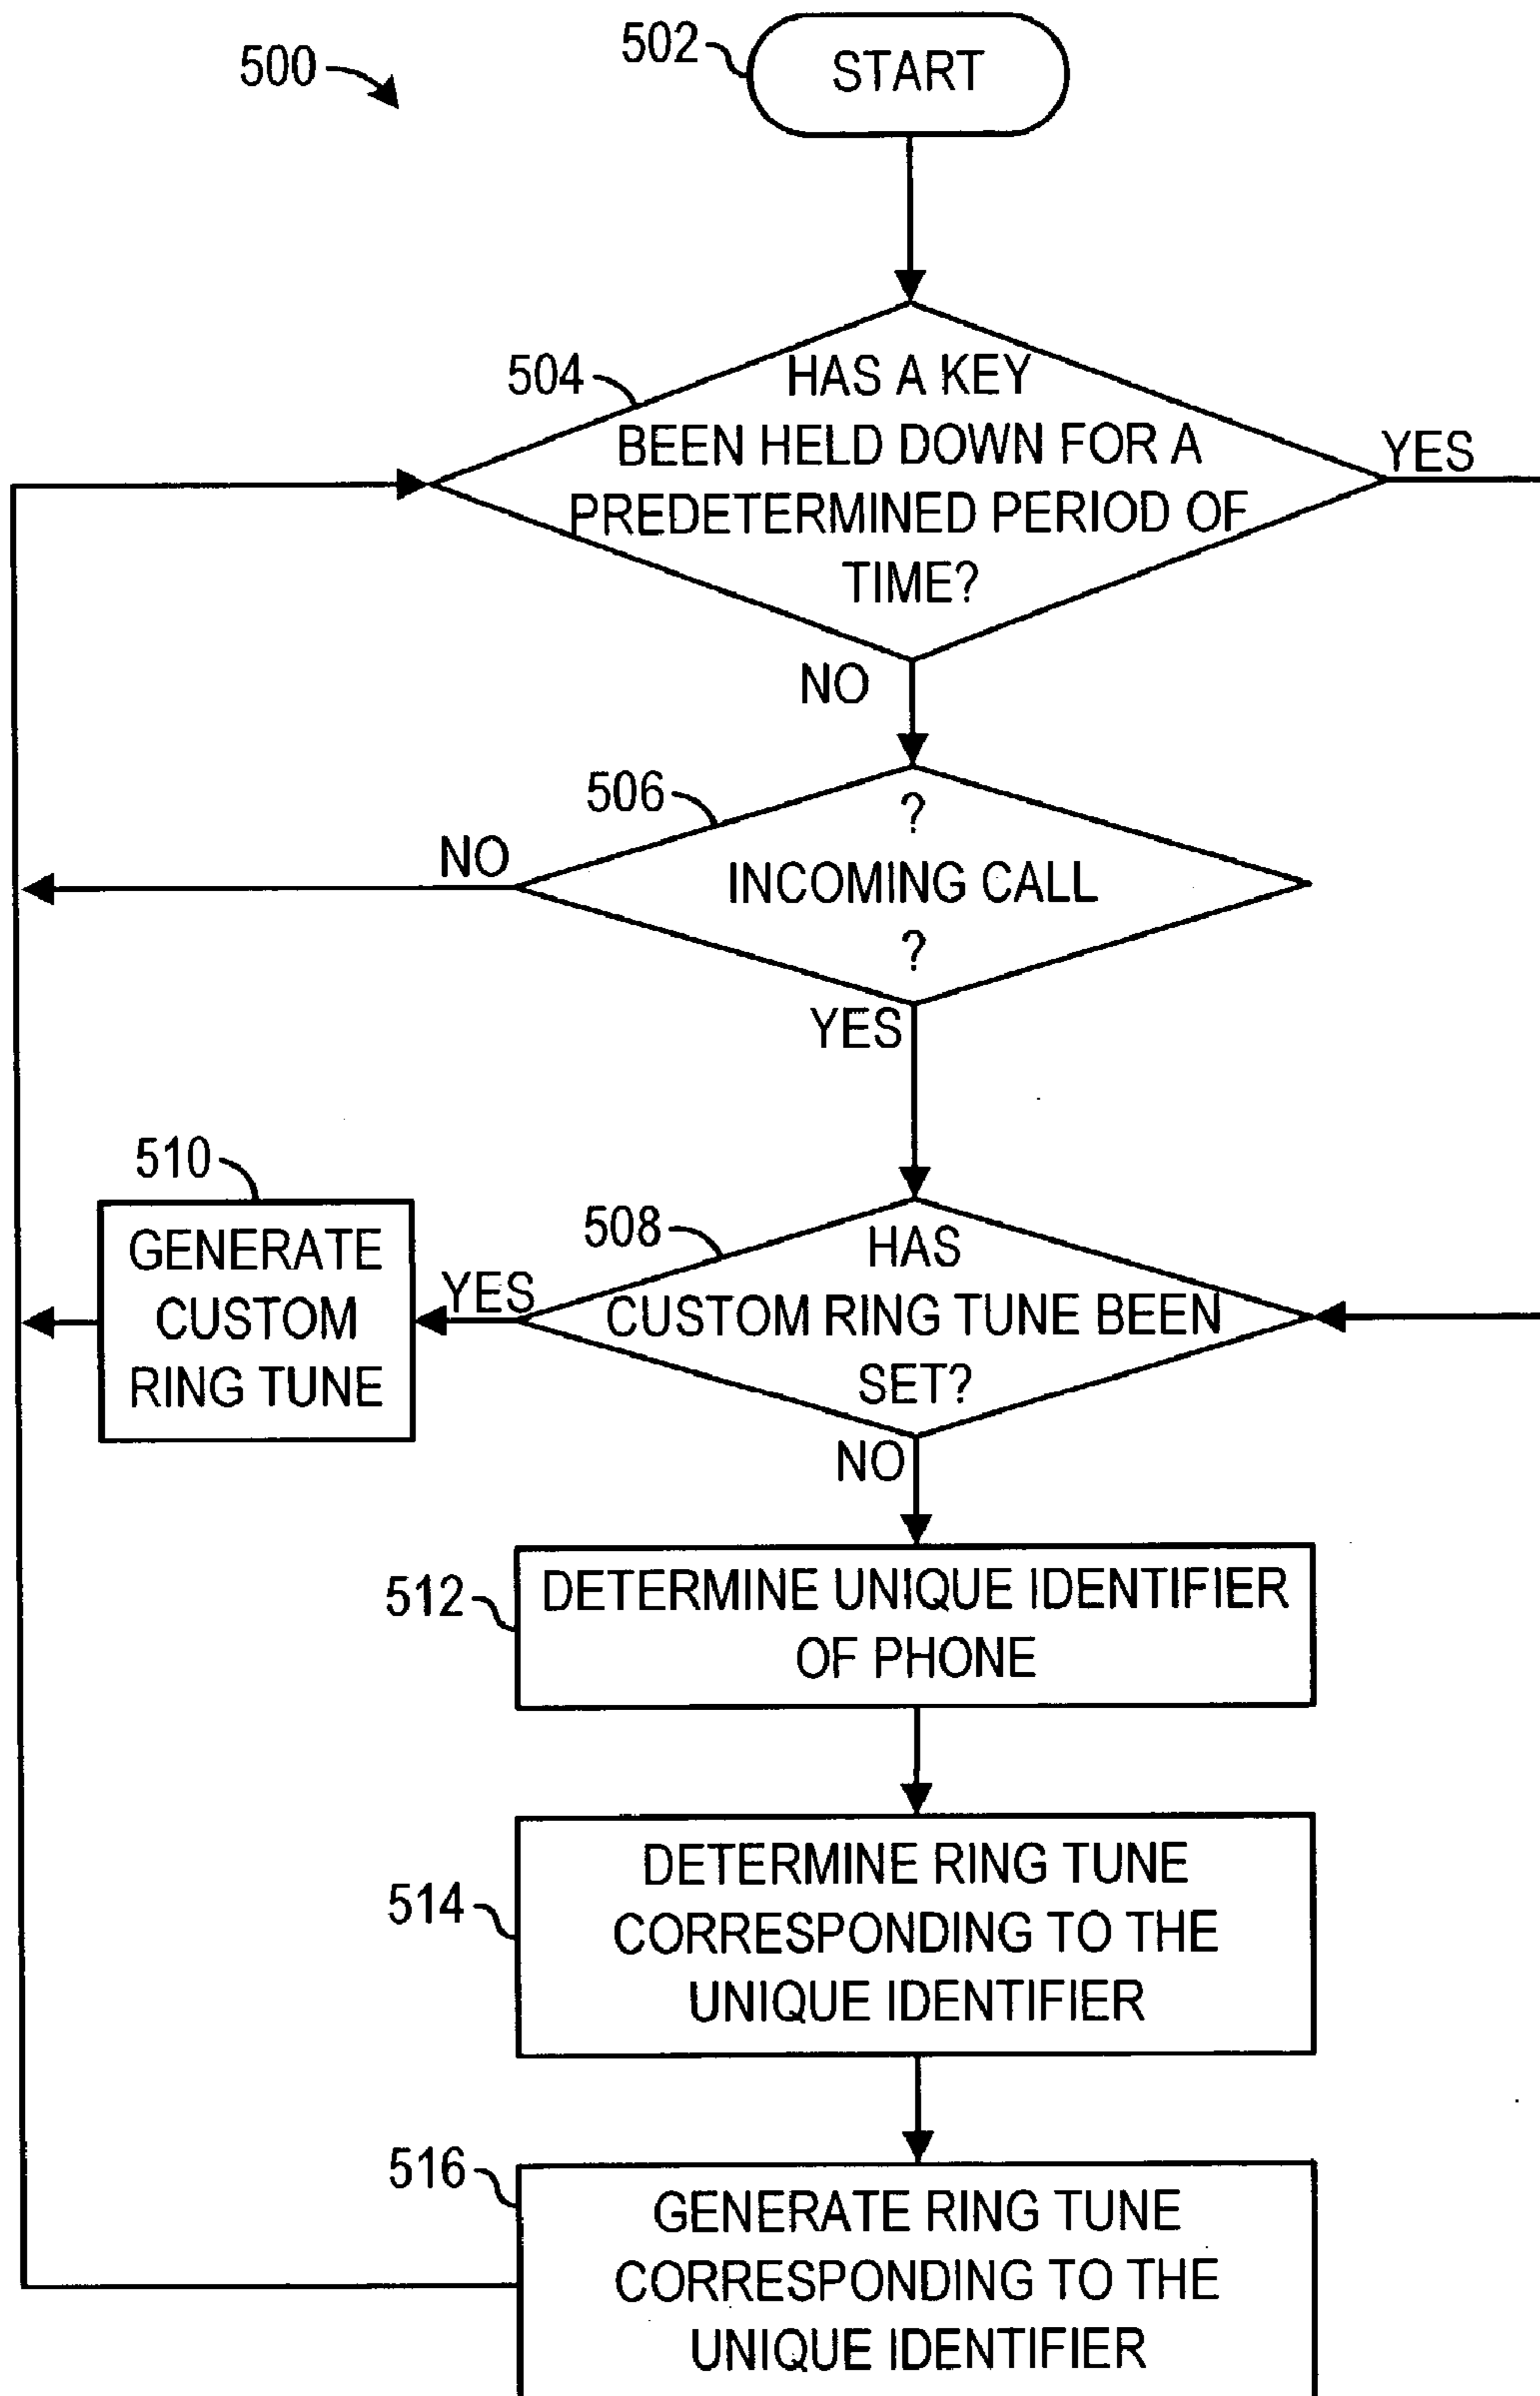 500
502
START
504
HAS A KEY
BEEN HELD DOWN FOR A
PREDETERMINED PERIOD OF
TIME?
YES
NO
506
?
INCOMING CALL
?
NO
YES
508
HAS
CUSTOM RING TUNE BEEN
SET?
YES
510
GENERATE
CUSTOM
RING TUNE
NO
512
DETERMINE UNIQUE IDENTIFIER
OF PHONE
514
DETERMINE RING TUNE
CORRESPONDING TO THE
UNIQUE IDENTIFIER
516
GENERATE RING TUNE
CORRESPONDING TO THE
UNIQUE IDENTIFIER